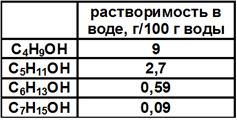 растворимость в
воде, г/100 г воды
C₄H₉OH 9
C₅H₁₁OH 2,7
C₆H₁₃OH 0,59
C₇H₁₅OH 0,09